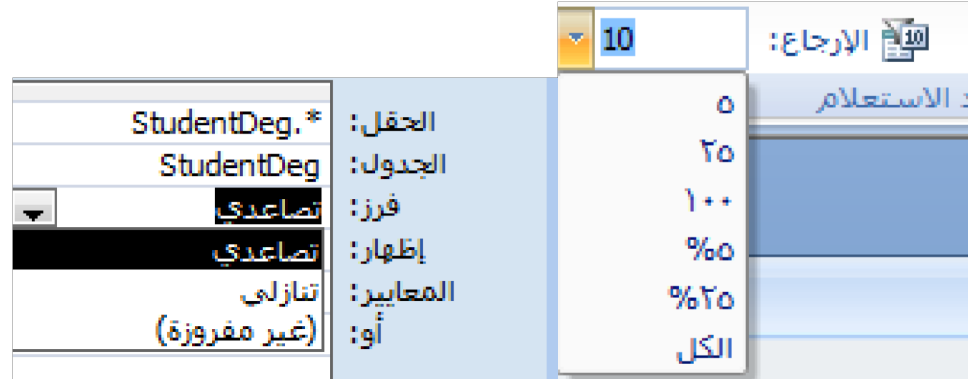 الإرجاع: 10
٥
٢٥
١٠٠
٥%
٢٥%
الكل
د الاستعلام
الحقل: StudentDeg.*
الجدول: StudentDeg
فرز: تصاعدي
إظهار: تصاعدي
المعايير: تنازلي
أو: (غير مفروزة)